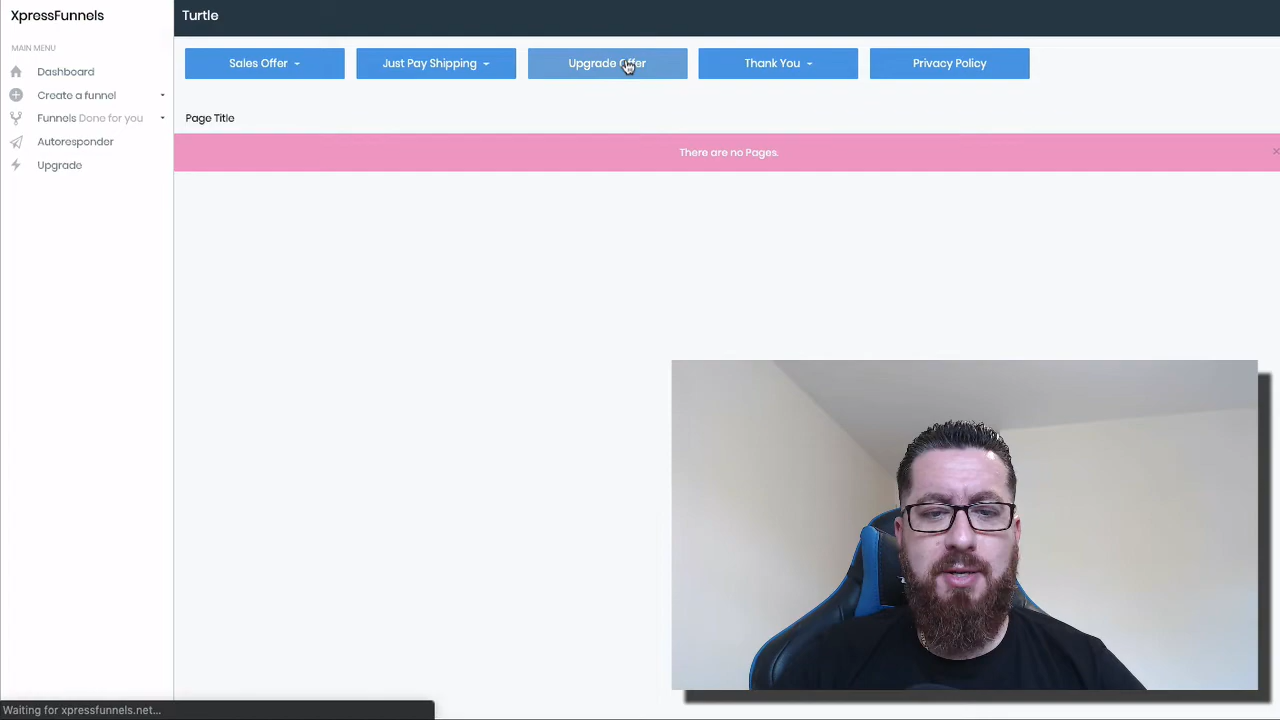 XpressFunnels
Turtle
MAIN MENU
Dashboard
Create a funnel
Funnels Done for you
Autoresponder
Upgrade
Sales Offer
Just Pay Shipping
Upgrade Offer
Thank You
Privacy Policy
Page Title
There are no Pages.
Waiting for xpressfunnels.net...